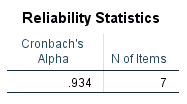 Reliability Statistics
Cronbach's
Alpha N of Items
.934 7